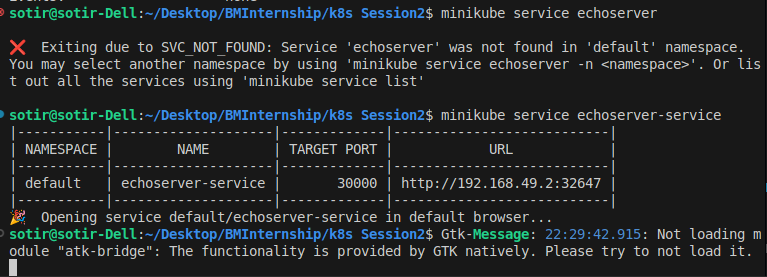 sotir@sotir-Dell:~/Desktop/BMInternship/k8s Session2$ minikube service echoserver
❌  Exiting due to SVC_NOT_FOUND: Service 'echoserver' was not found in 'default' namespace.
You may select another namespace by using 'minikube service echoserver -n <namespace>'. Or lis
t out all the services using 'minikube service list'
sotir@sotir-Dell:~/Desktop/BMInternship/k8s Session2$ minikube service echoserver-service
|-----------|--------------------|-------------|---------------------------|
| NAMESPACE |        NAME        | TARGET PORT |            URL            |
|-----------|--------------------|-------------|---------------------------|
| default   | echoserver-service |       30000 | http://192.168.49.2:32647 |
|-----------|--------------------|-------------|---------------------------|
🎉  Opening service default/echoserver-service in default browser...
sotir@sotir-Dell:~/Desktop/BMInternship/k8s Session2$ Gtk-Message: 22:29:42.915: Not loading m
odule "atk-bridge": The functionality is provided by GTK natively. Please try to not load it.